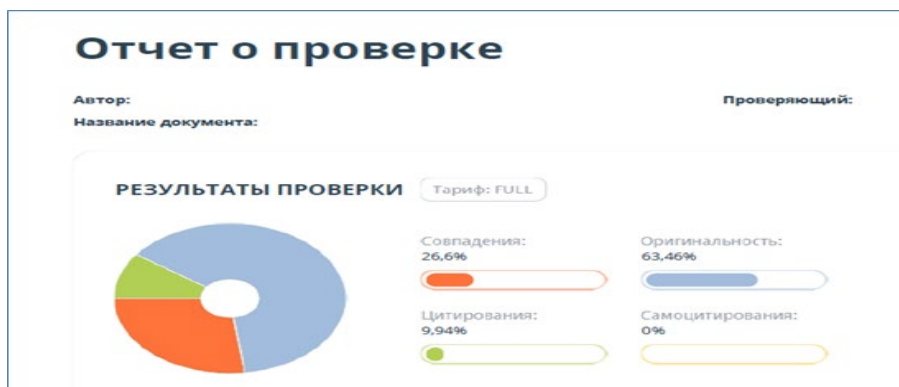 Отчет о проверке
Автор:
Проверяющий:
Название документа:
РЕЗУЛЬТАТЫ ПРОВЕРКИ
Тариф: FULL
Совпадения:
26,6%
Оригинальность:
63,46%
Цитирования:
9,94%
Самоцитирования:
0%